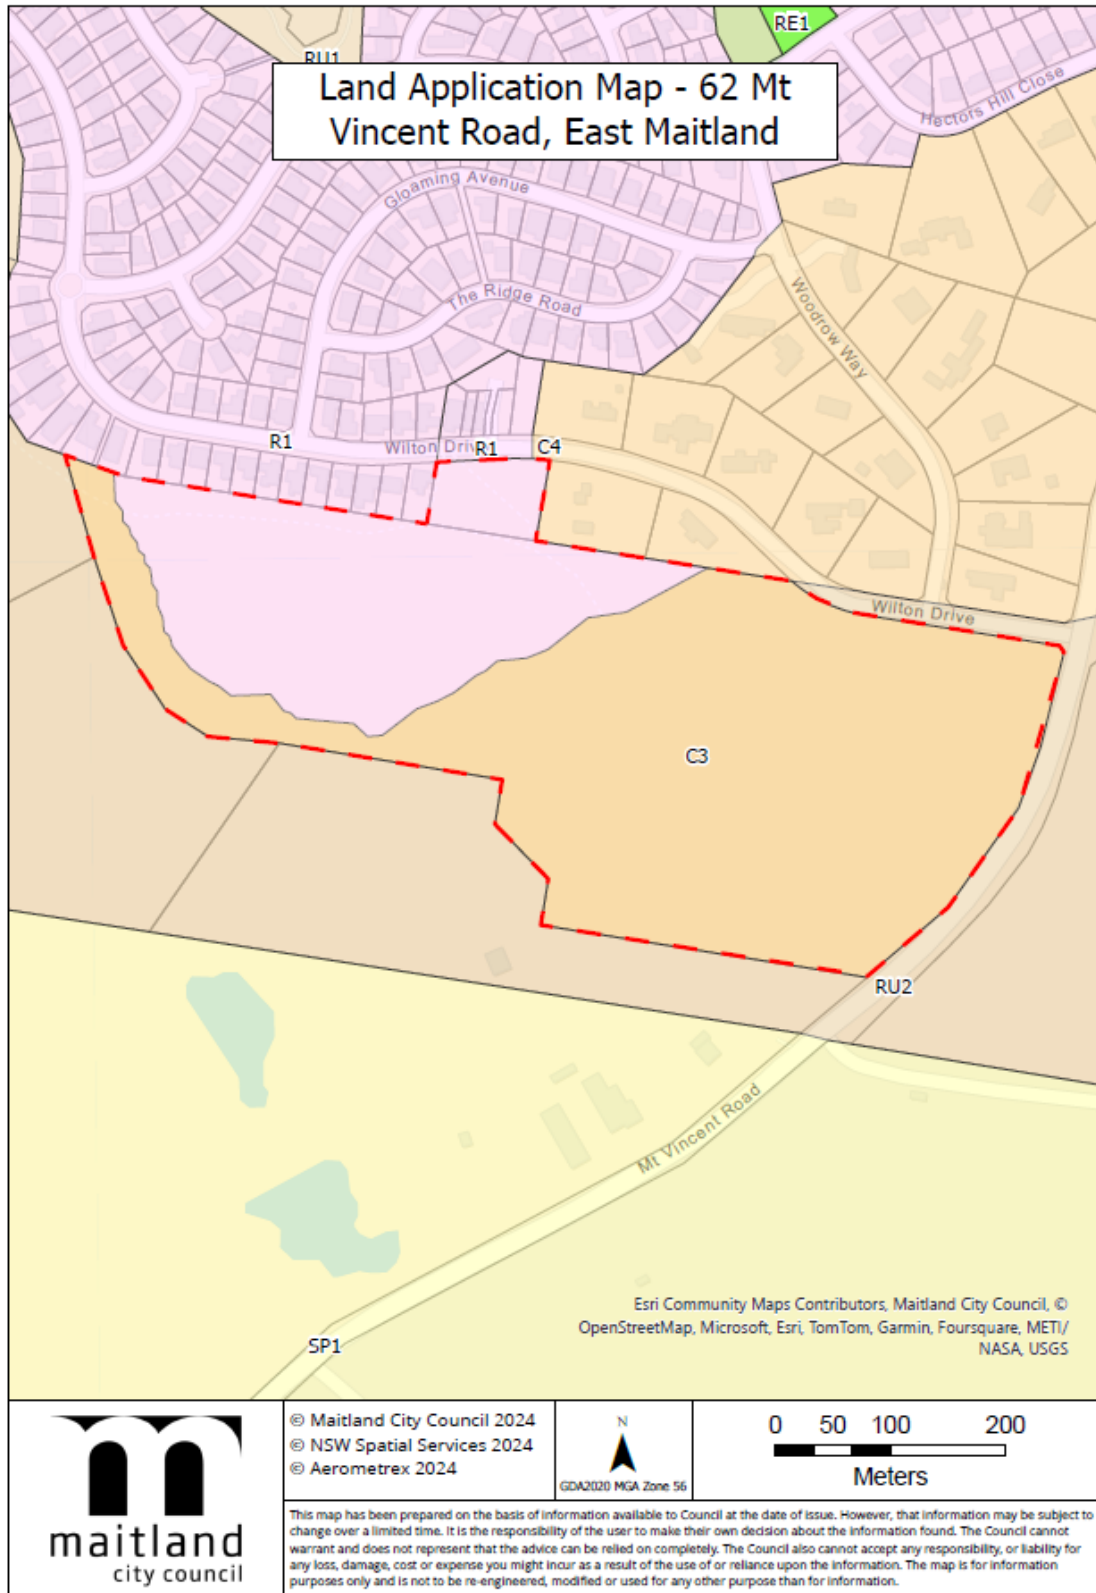 RE1
RU1
Land Application Map - 62 Mt
Vincent Road, East Maitland
Hectors Hill Close
Gloaming Avenue
The Ridge Road
Woodrow Way
R1
Wilton Driv
R1
C4
Wilton Drive
C3
RU2
Mt Vincent Road
Esri Community Maps Contributors, Maitland City Council, ©
OpenStreetMap, Microsoft, Esri, TomTom, Garmin, Foursquare, METI/
NASA, USGS
SP1
maitland
city council
© Maitland City Council 2024
© NSW Spatial Services 2024
© Aerometrex 2024
N
GDA2020 MGA Zone 56
0 50 100 200
Meters
This map has been prepared on the basis of information available to Council at the date of issue. However, that information may be subject to
change over a limited time. It is the responsibility of the user to make their own decision about the information found. The Council cannot
warrant and does not represent that the advice can be relied on completely. The Council also cannot accept any responsibility, or liability for
any loss, damage, cost or expense you might incur as a result of the use of or reliance upon the information. The map is for information
purposes only and is not to be re-engineered, modified or used for any other purpose than for information.